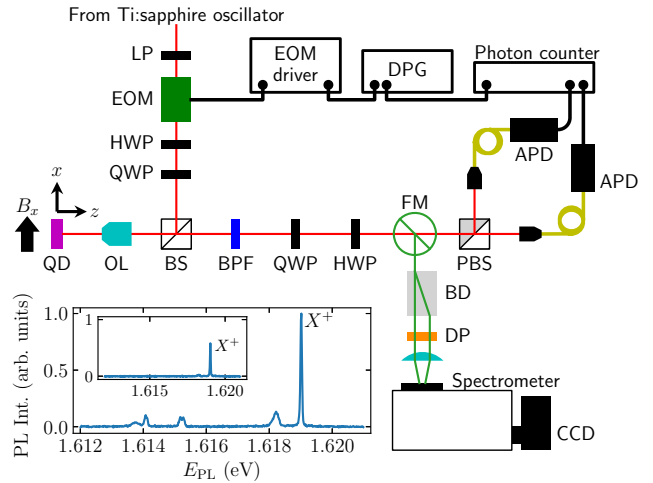 From Ti:sapphire oscillator
LP
EOM
driver
DPG
Photon counter
EOM
HWP
QWP
APD
APD
x
z
B_x
FM
QD
OL
BS
BPF
QWP
HWP
PBS
BD
DP
Spectrometer
CCD
PL Int. (arb. units)
1.0
0.5
0.0
X^+
1
0
X^+
1.615
1.620
1.612
1.614
1.616
1.618
1.620
E_PL (eV)